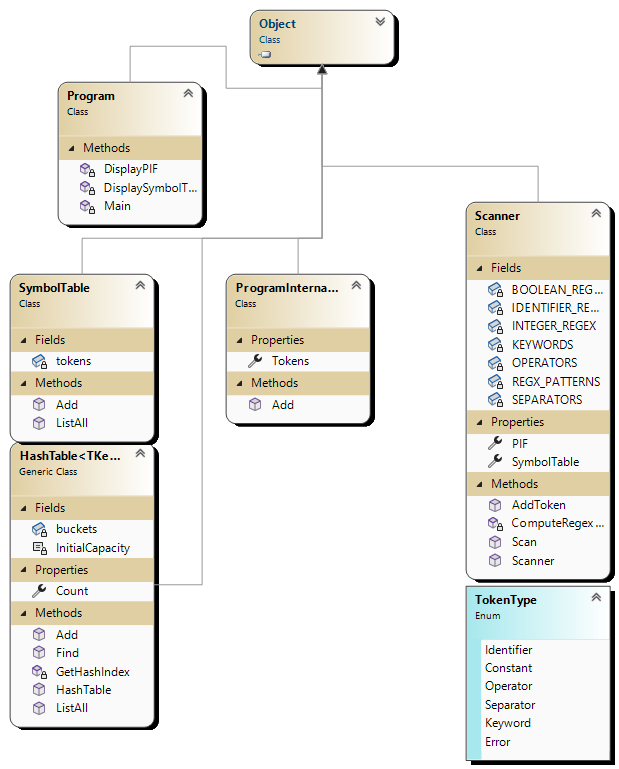 Object
Class
Program
Class
Methods
DisplayPIF
DisplaySymbolT...
Main
SymbolTable
Class
Fields
tokens
Methods
Add
ListAll
HashTable<TKe...
Generic Class
Fields
buckets
InitialCapacity
Properties
Count
Methods
Add
Find
GetHashIndex
HashTable
ListAll
ProgramInterna...
Class
Properties
Tokens
Methods
Add
Scanner
Class
Fields
BOOLEAN_REG...
IDENTIFIER_RE...
INTEGER_REGEX
KEYWORDS
OPERATORS
REGX_PATTERNS
SEPARATORS
Properties
PIF
SymbolTable
Methods
AddToken
ComputeRegex...
Scan
Scanner
TokenType
Enum
Identifier
Constant
Operator
Separator
Keyword
Error